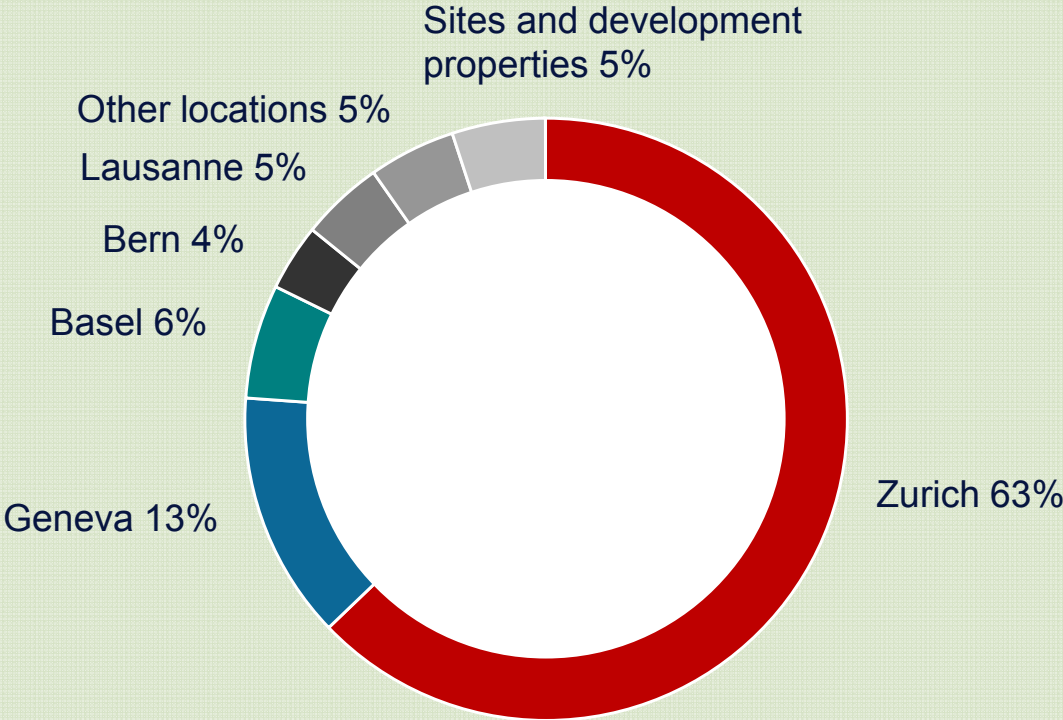 Sites and development
properties 5%
Other locations 5%
Lausanne 5%
Bern 4%
Basel 6%
Geneva 13%
Zurich 63%